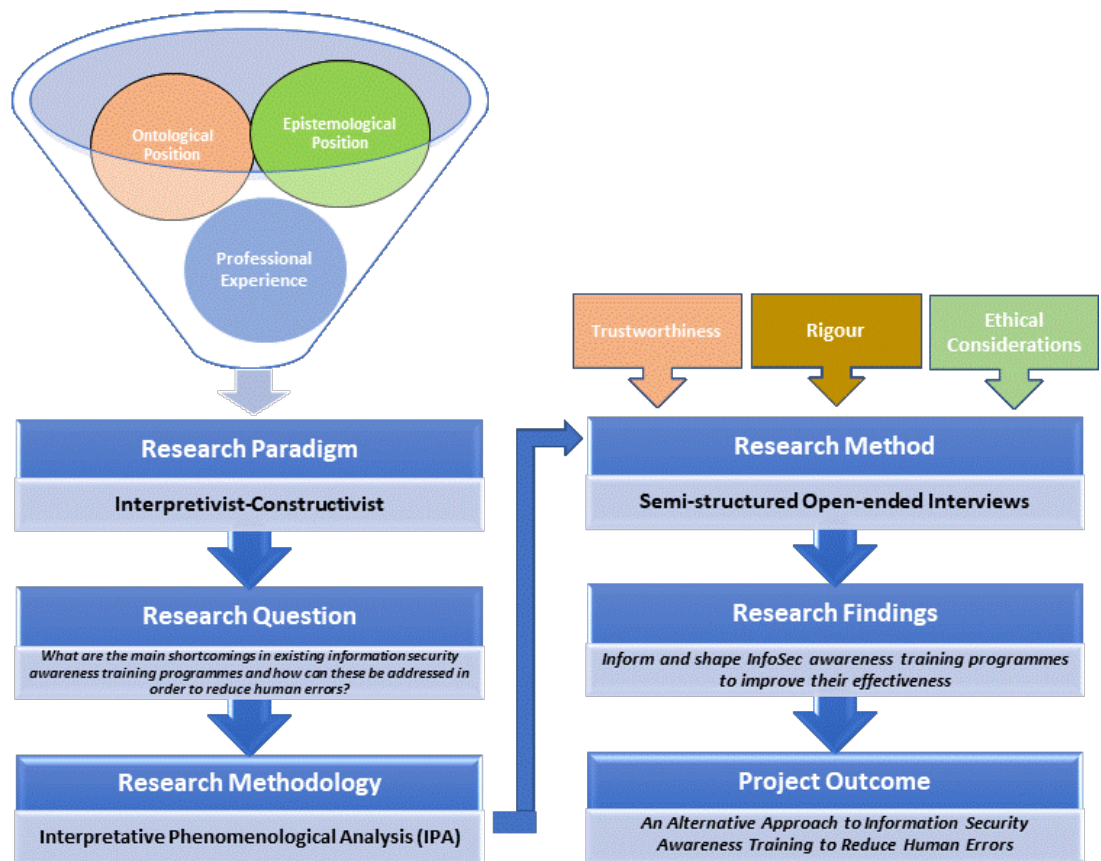 Ontological
Position
Epistemological
Position
Professional
Experience
Research Paradigm
Interpretivist-Constructivist
Research Question
What are the main shortcomings in existing information security
awareness training programmes and how can these be addressed in
order to reduce human errors?
Research Methodology
Interpretative Phenomenological Analysis (IPA)
Trustworthiness
Rigour
Ethical
Considerations
Research Method
Semi-structured Open-ended Interviews
Research Findings
Inform and shape InfoSec awareness training programmes
to improve their effectiveness
Project Outcome
An Alternative Approach to Information Security
Awareness Training to Reduce Human Errors